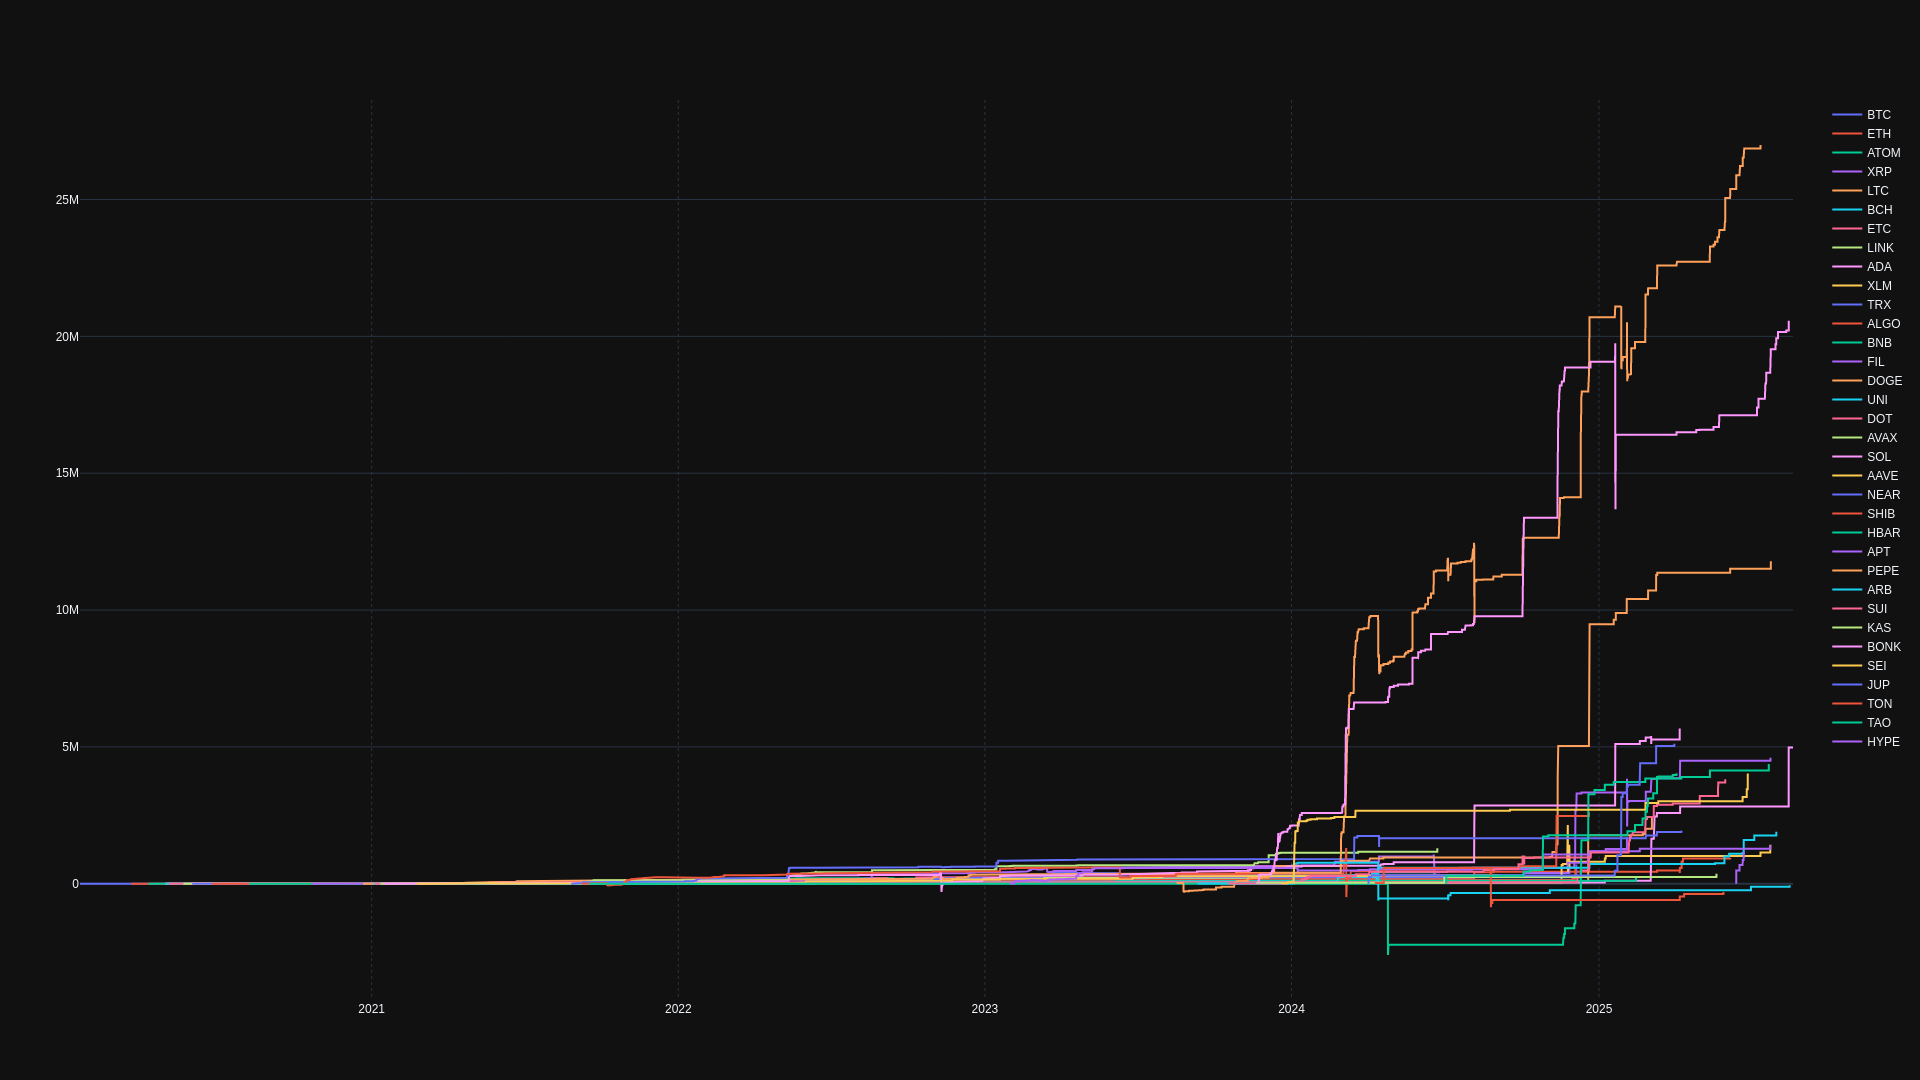 25M
20M
15M
10M
5M
0
2021
2022
2023
2024
2025
BTC
ETH
ATOM
XRP
LTC
BCH
ETC
LINK
ADA
XLM
TRX
ALGO
BNB
FIL
DOGE
UNI
DOT
AVAX
SOL
AAVE
NEAR
SHIB
HBAR
APT
PEPE
ARB
SUI
KAS
BONK
SEI
JUP
TON
TAO
HYPE